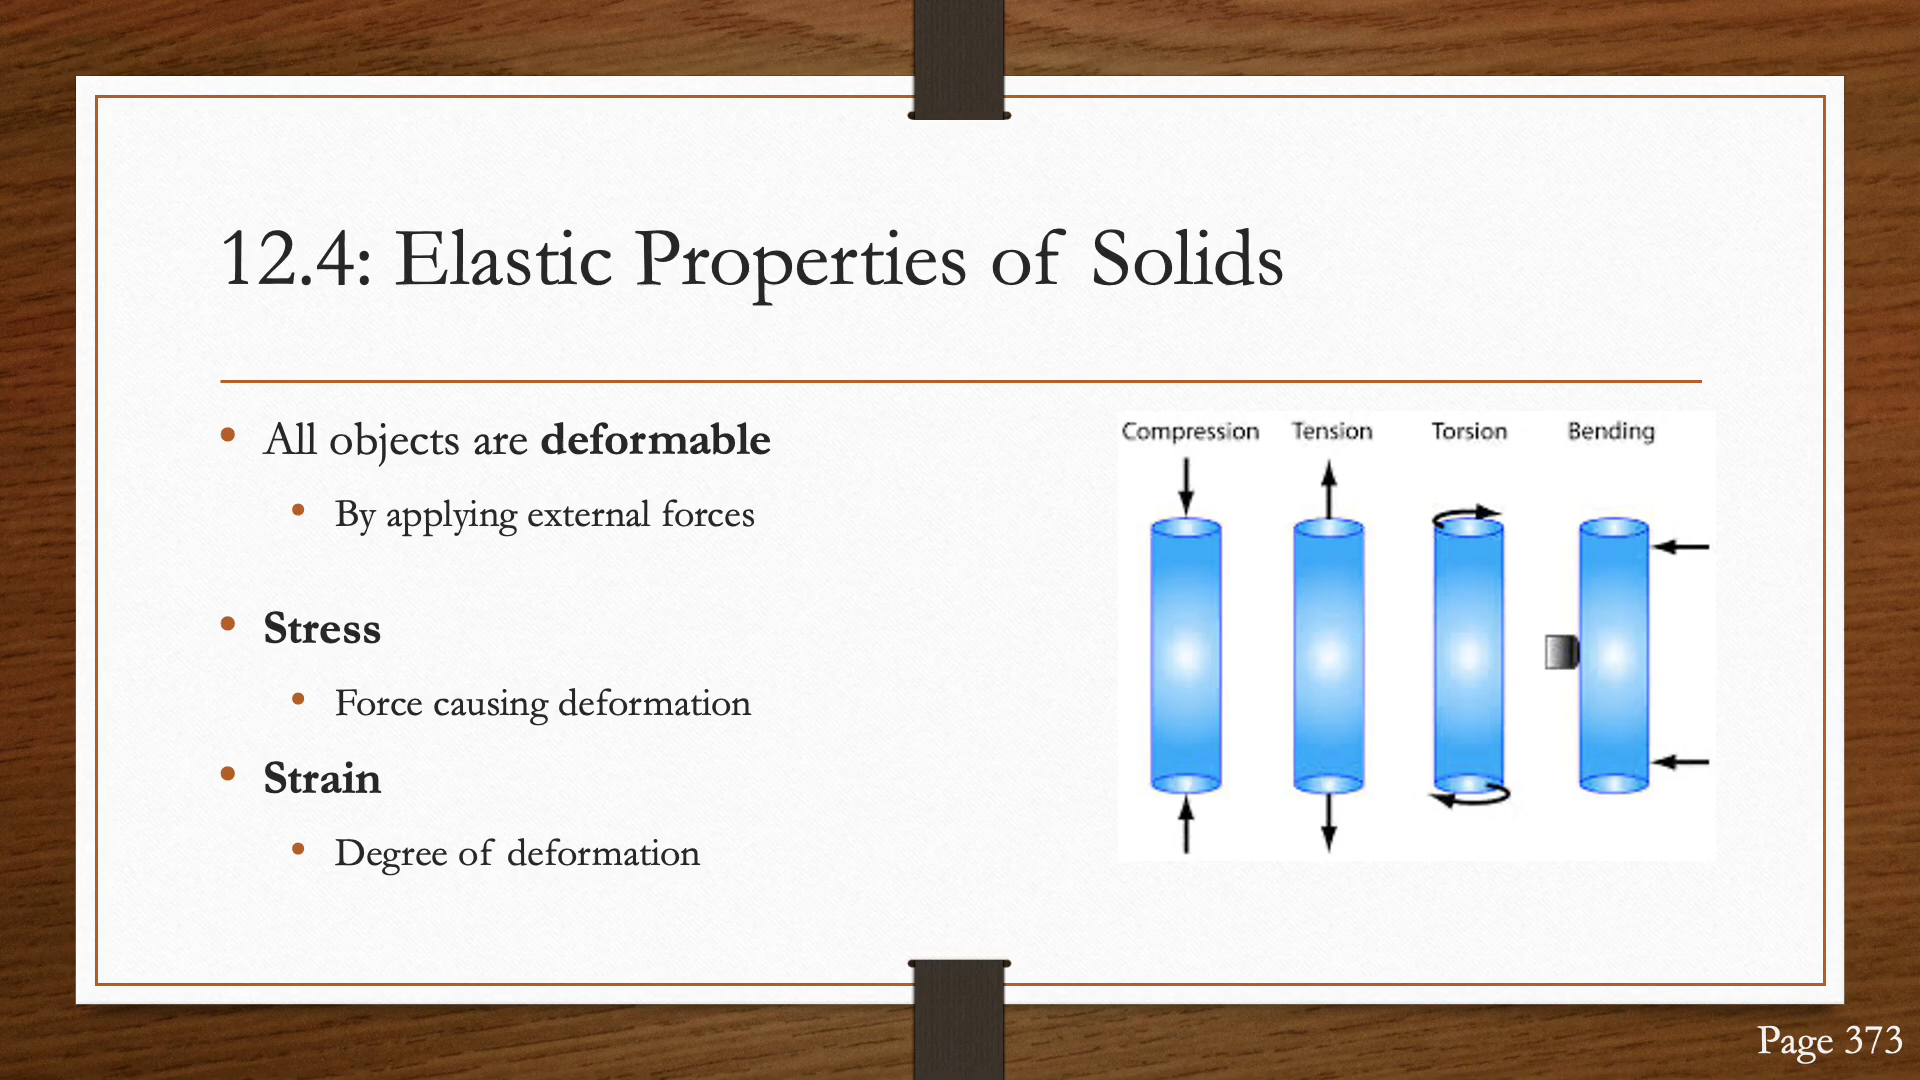 12.4: Elastic Properties of Solids
All objects are deformable
By applying external forces
Stress
Force causing deformation
Strain
Degree of deformation
Compression Tension Torsion Bending
Page 373